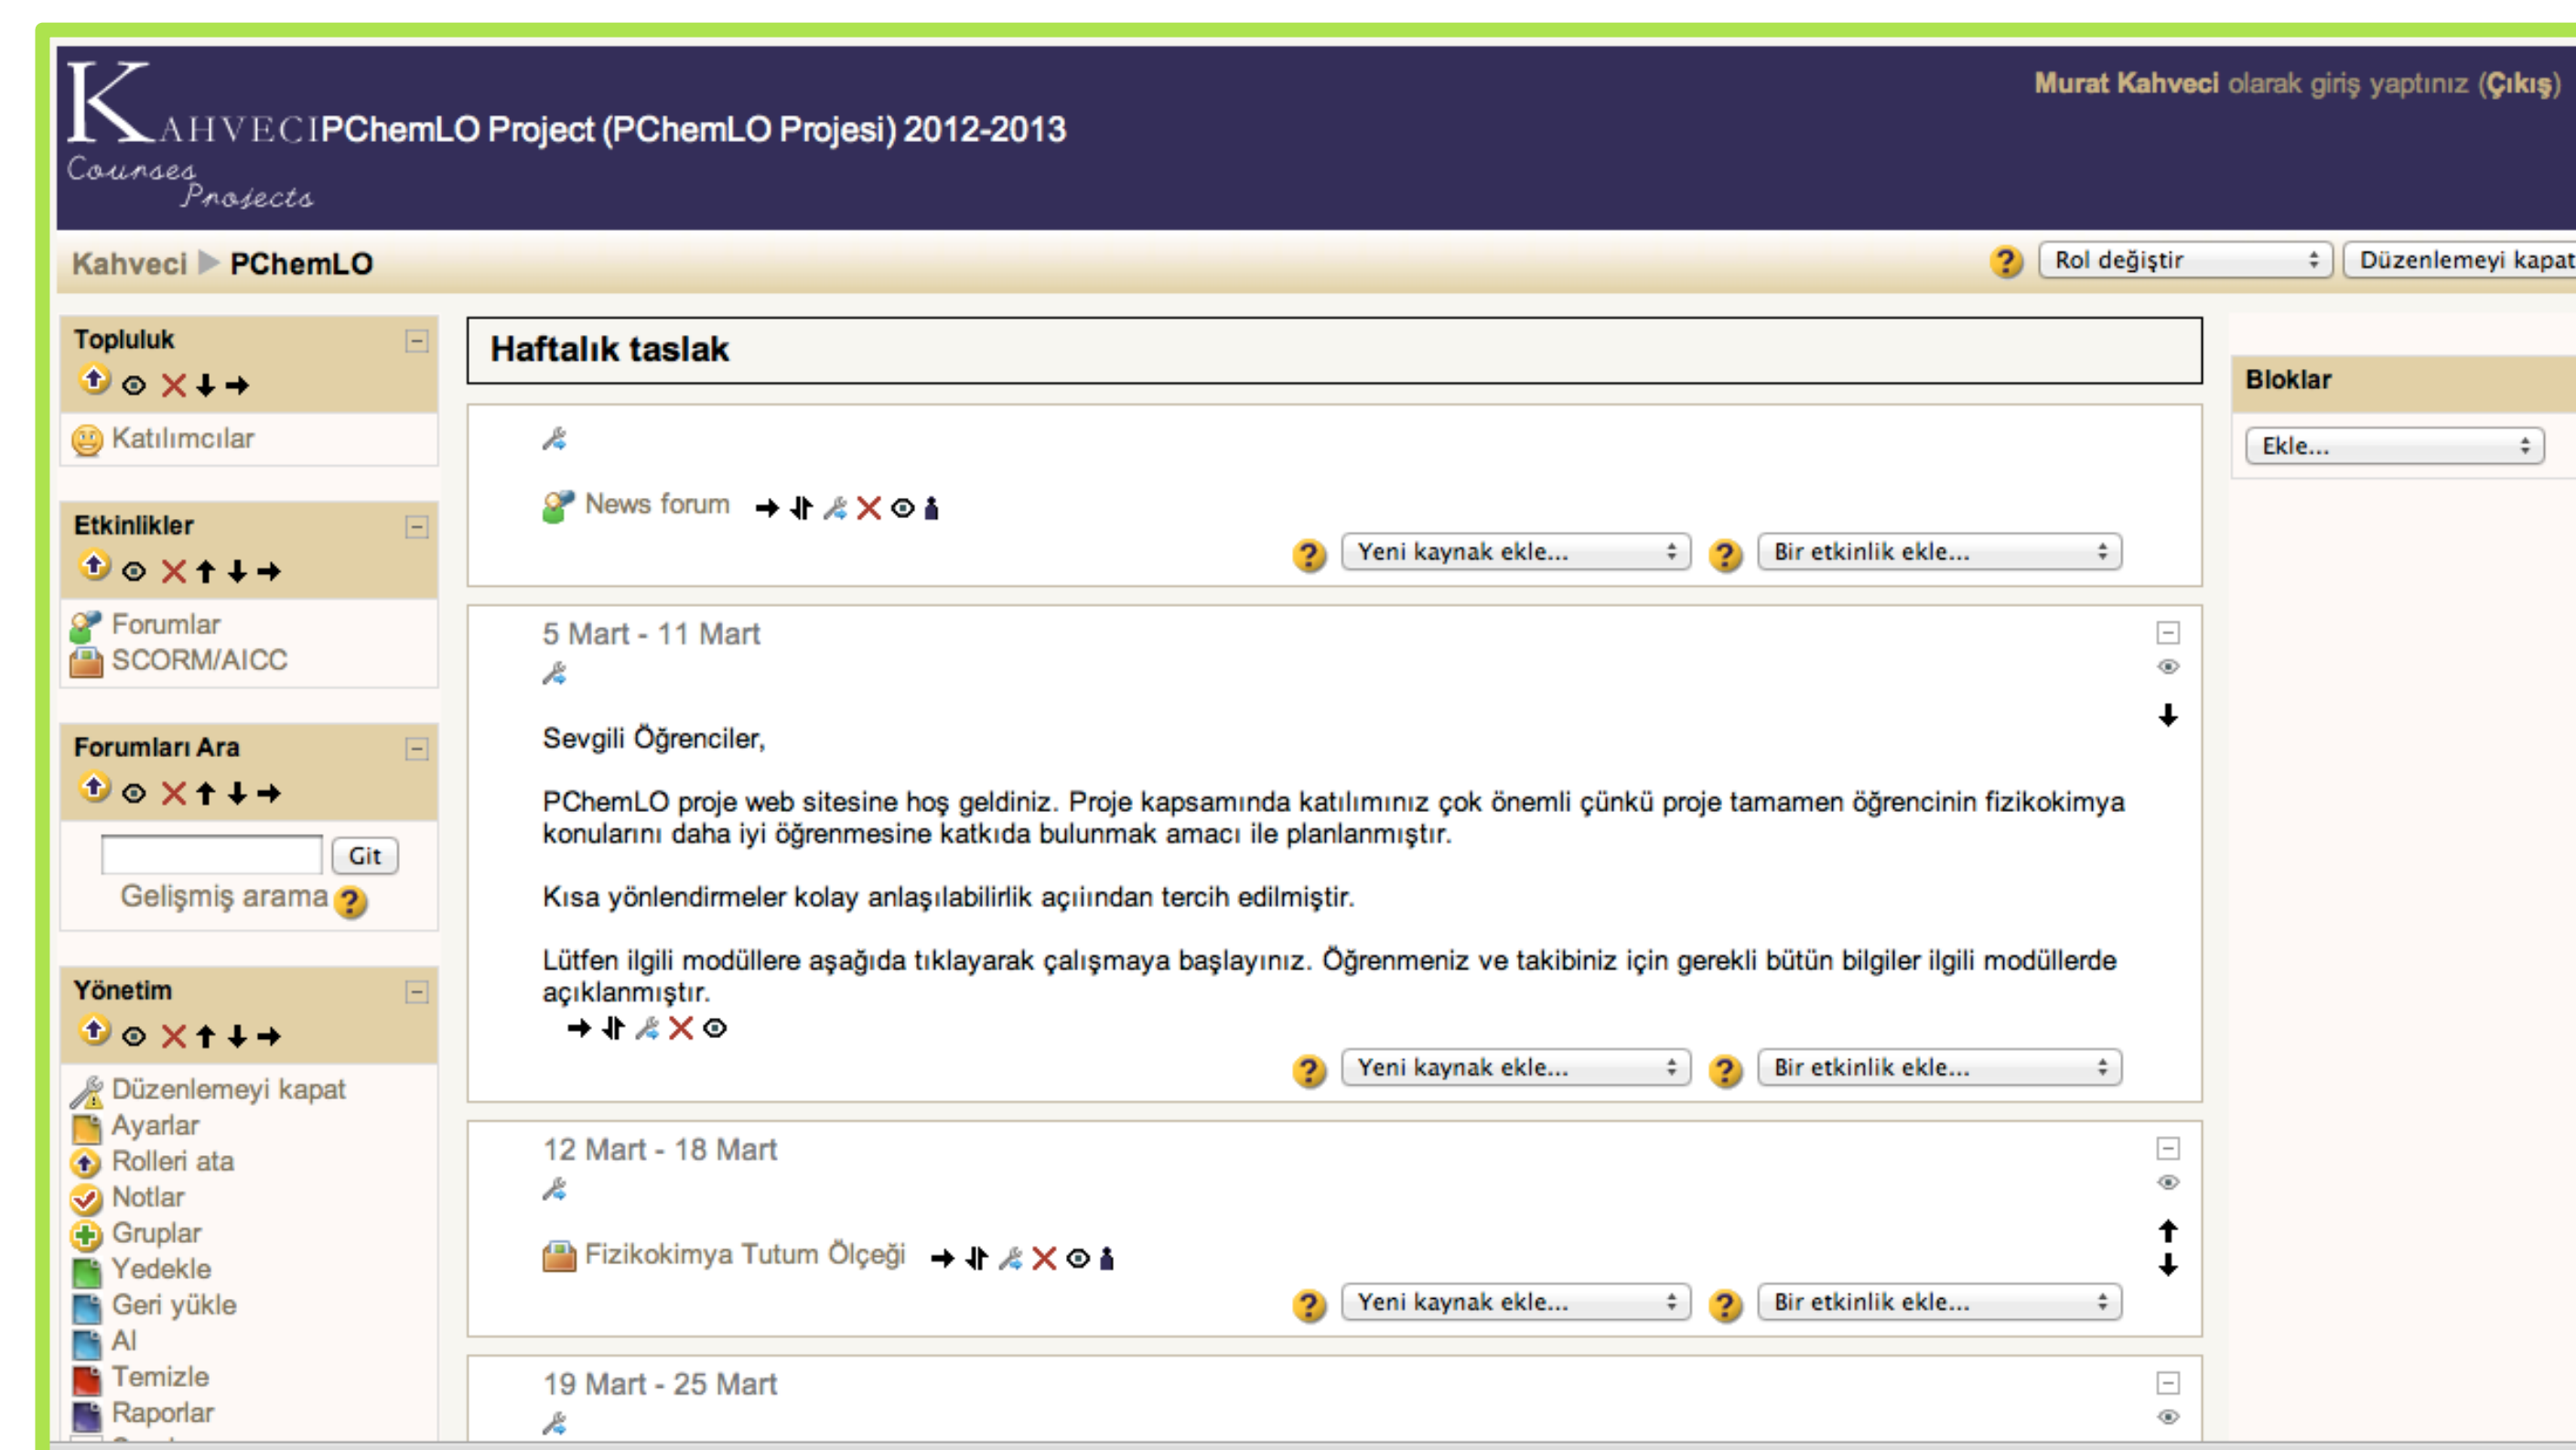 Murat Kahveci olarak giriş yaptınız (Çıkış)
KAHVECI PChemLO Project (PChemLO Projesi) 2012-2013
Courses
Projects
Kahveci PChemLO
Rol değiştir
Düzenlemeyi kapat
Topluluk
Katılımcılar
Etkinlikler
Forumlar
SCORM/AICC
Forumları Ara
Git
Gelişmiş arama
Yönetim
Düzenlemeyi kapat
Ayarlar
Rolleri ata
Notlar
Gruplar
Yedekle
Geri yükle
Al
Temizle
Raporlar
Haftalık taslak
News forum
Yeni kaynak ekle... Bir etkinlik ekle...
5 Mart - 11 Mart
Sevgili Öğrenciler,
PChemLO proje web sitesine hoş geldiniz. Proje kapsamında katılımınız çok önemli çünkü proje tamamen öğrencinin fizikokimya
konularını daha iyi öğrenmesine katkıda bulunmak amacı ile planlanmıştır.
Kısa yönlendirmeler kolay anlaşılabilirlik açıiından tercih edilmiştir.
Lütfen ilgili modüllere aşağıda tıklayarak çalışmaya başlayınız. Öğrenmeniz ve takibiniz için gerekli bütün bilgiler ilgili modüllerde
açıklanmıştır.
Yeni kaynak ekle... Bir etkinlik ekle...
12 Mart - 18 Mart
Fizikokimya Tutum Ölçeği
Yeni kaynak ekle... Bir etkinlik ekle...
19 Mart - 25 Mart
Bloklar
Ekle...